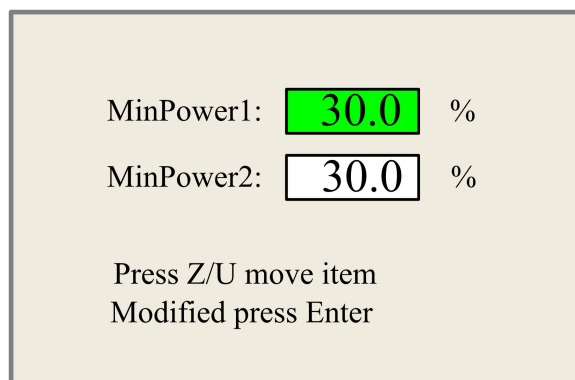 MinPower1: 30.0 %
MinPower2: 30.0 %
Press Z/U move item
Modified press Enter